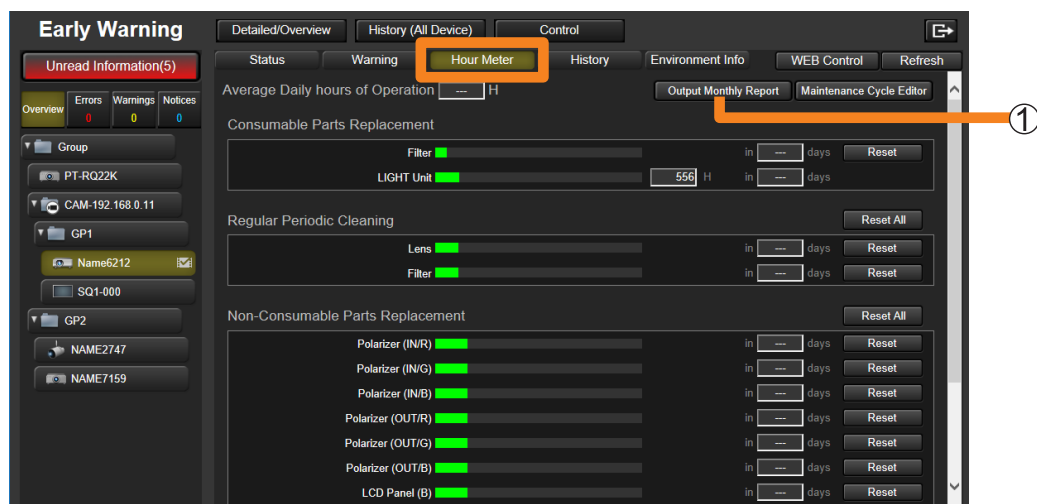 Early Warning
Detailed/Overview History (All Device) Control
Unread Information(5)
Status Warning Hour Meter History Environment Info WEB Control Refresh
Average Daily hours of Operation --- H Output Monthly Report Maintenance Cycle Editor
Overview Errors 0 Warnings 0 Notices 0
①
Consumable Parts Replacement
Group
Filter in --- days Reset
PT-RQ22K
LIGHT Unit 556 H in --- days
CAM-192.168.0.11
Regular Periodic Cleaning Reset All
GP1
Lens in --- days Reset
Name6212
Filter in --- days Reset
SQ1-000
Non-Consumable Parts Replacement Reset All
GP2
Polarizer (IN/R) in --- days Reset
NAME2747
Polarizer (IN/G) in --- days Reset
NAME7159
Polarizer (IN/B) in --- days Reset
Polarizer (OUT/R) in --- days Reset
Polarizer (OUT/G) in --- days Reset
Polarizer (OUT/B) in --- days Reset
LCD Panel (B) in --- days Reset